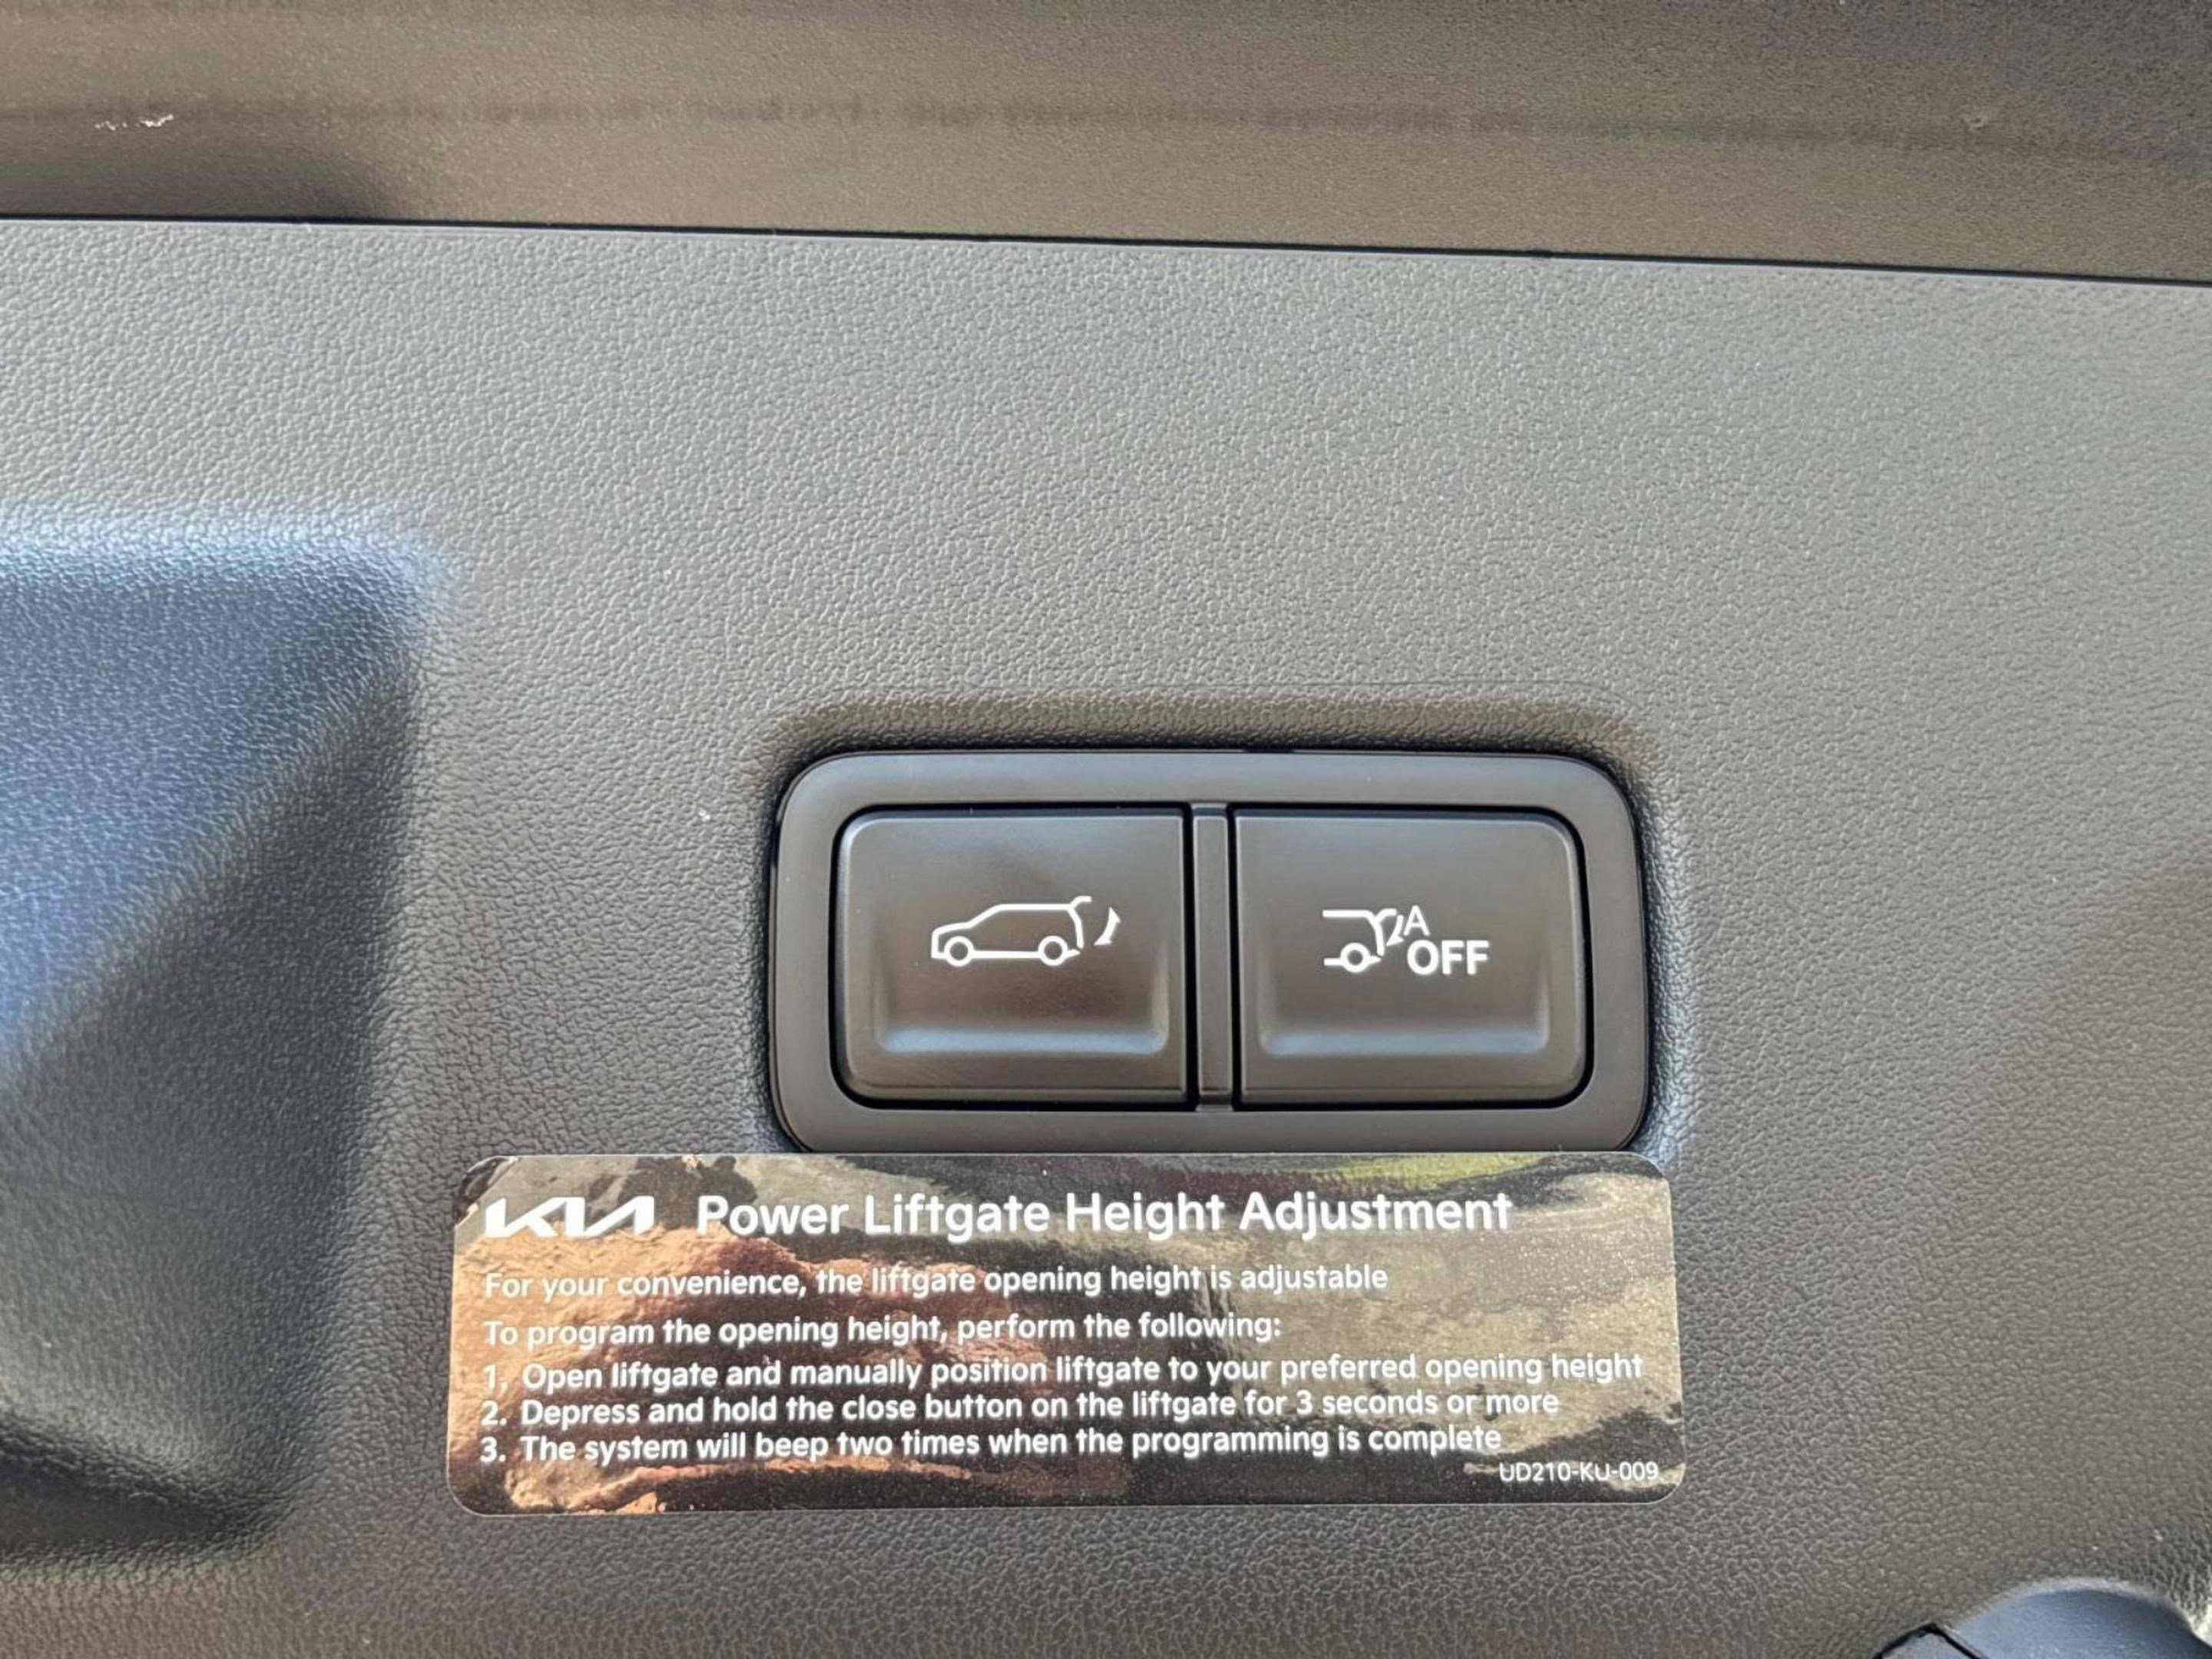 A
OFF
KIA Power Liftgate Height Adjustment
For your convenience, the liftgate opening height is adjustable
To program the opening height, perform the following:
1, Open liftgate and manually position liftgate to your preferred opening height
2. Depress and hold the close button on the liftgate for 3 seconds or more
3. The system will beep two times when the programming is complete
UD210-KU-009